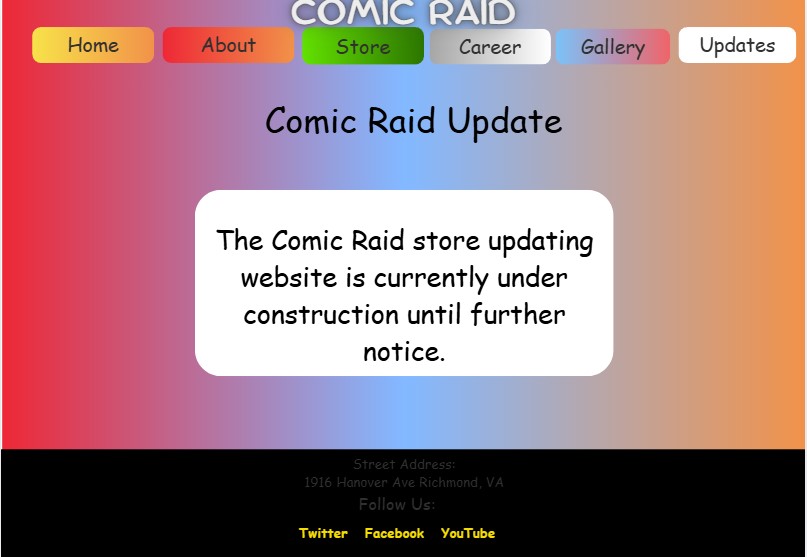 COMIC RAID
Home About Store Career Gallery Updates
Comic Raid Update
The Comic Raid store updating
website is currently under
construction until further
notice.
Street Address:
1916 Hanover Ave Richmond, VA
Follow Us:
Twitter Facebook YouTube